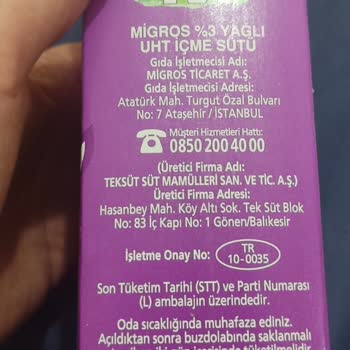 MİGROS %3 YAĞLI
UHT İÇME SÜTÜ
Gıda İşletmecisi Adı:
MİGROS TİCARET A.Ş.
Gıda İşletmecisi Adresi:
Atatürk Mah. Turgut Özal Bulvarı
No: 7 Ataşehir / İSTANBUL
Müşteri Hizmetleri Hattı:
0850 200 40 00
(Üretici Firma Adı:
TEKSÜT SÜT MAMÜLLERİ SAN. VE TİC. A.Ş.)
Üretici Firma Adresi:
Hasanbey Mah. Köy Altı Sok. Tek Süt Blok
No: 83 İç Kapı No: 1 Gönen/Balıkesir
İşletme Onay No: TR
10-0035
Son Tüketim Tarihi (STT) ve Parti Numarası
(L) ambalajın üzerindedir.
Oda sıcaklığında muhafaza ediniz.
Açıldıktan sonra buzdolabında saklanmalı